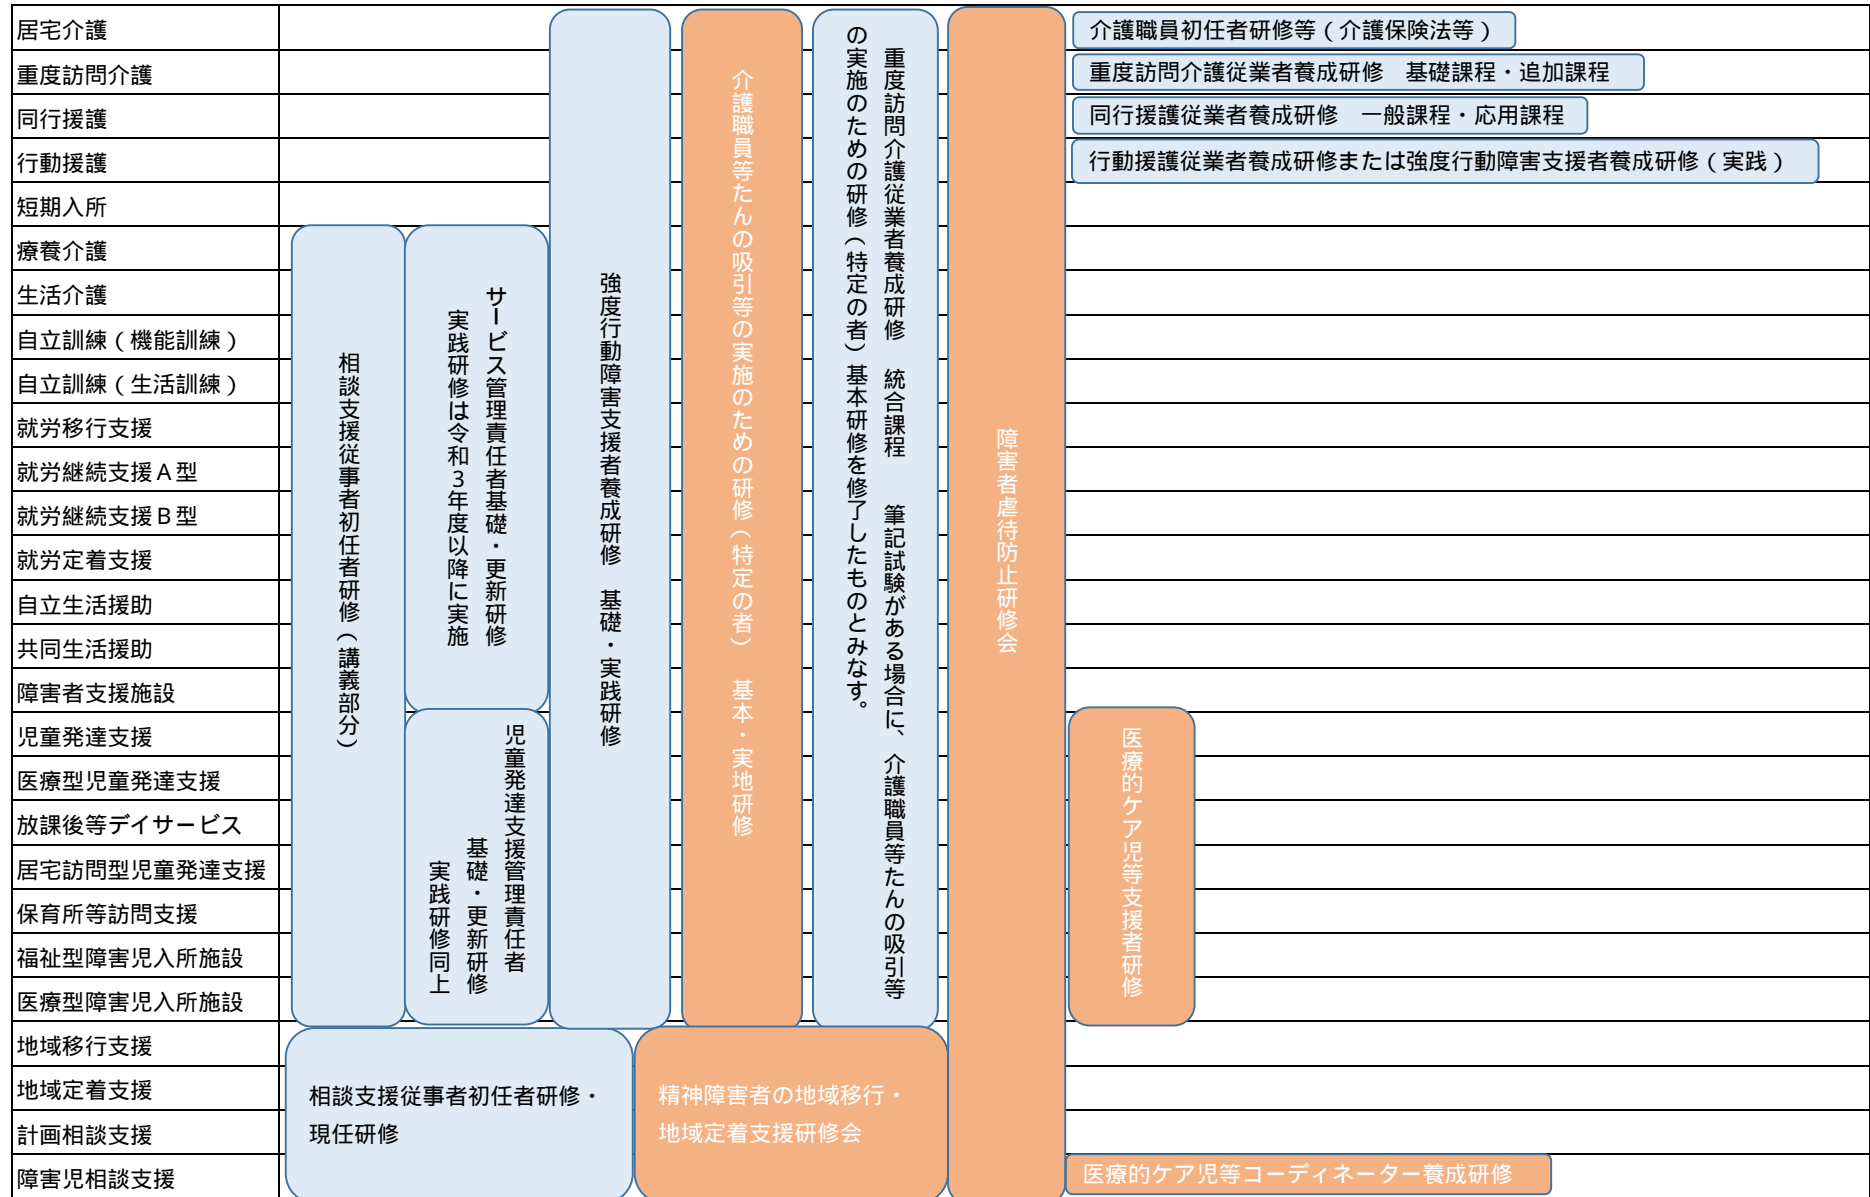 居宅介護
重度訪問介護
同行援護
行動援護
短期入所
療養介護
生活介護
自立訓練（機能訓練）
自立訓練（生活訓練）
就労移行支援
就労継続支援Ａ型
就労継続支援Ｂ型
就労定着支援
自立生活援助
共同生活援助
障害者支援施設
児童発達支援
医療型児童発達支援
放課後等デイサービス
居宅訪問型児童発達支援
保育所等訪問支援
福祉型障害児入所施設
医療型障害児入所施設
地域移行支援
地域定着支援
計画相談支援
障害児相談支援
相談支援従事者初任者研修（講義部分）
サービス管理責任者基礎・更新研修
実践研修は令和３年度以降に実施
児童発達支援管理責任者
基礎・更新研修
実践研修同上
強度行動障害支援者養成研修　基礎・実践研修
介護職員等たんの吸引等の実施のための研修（特定の者）　基本・実地研修
重度訪問介護従業者養成研修　統合課程　　筆記試験がある場合に、介護職員等たんの吸引等
の実施のための研修（特定の者）基本研修を修了したものとみなす。
障害者虐待防止研修会
介護職員初任者研修等（介護保険法等）
重度訪問介護従業者養成研修　基礎課程・追加課程
同行援護従業者養成研修　一般課程・応用課程
行動援護従業者養成研修または強度行動障害支援者養成研修（実践）
医療的ケア児等支援者研修
相談支援従事者初任者研修・
現任研修
精神障害者の地域移行・
地域定着支援研修会
医療的ケア児等コーディネーター養成研修